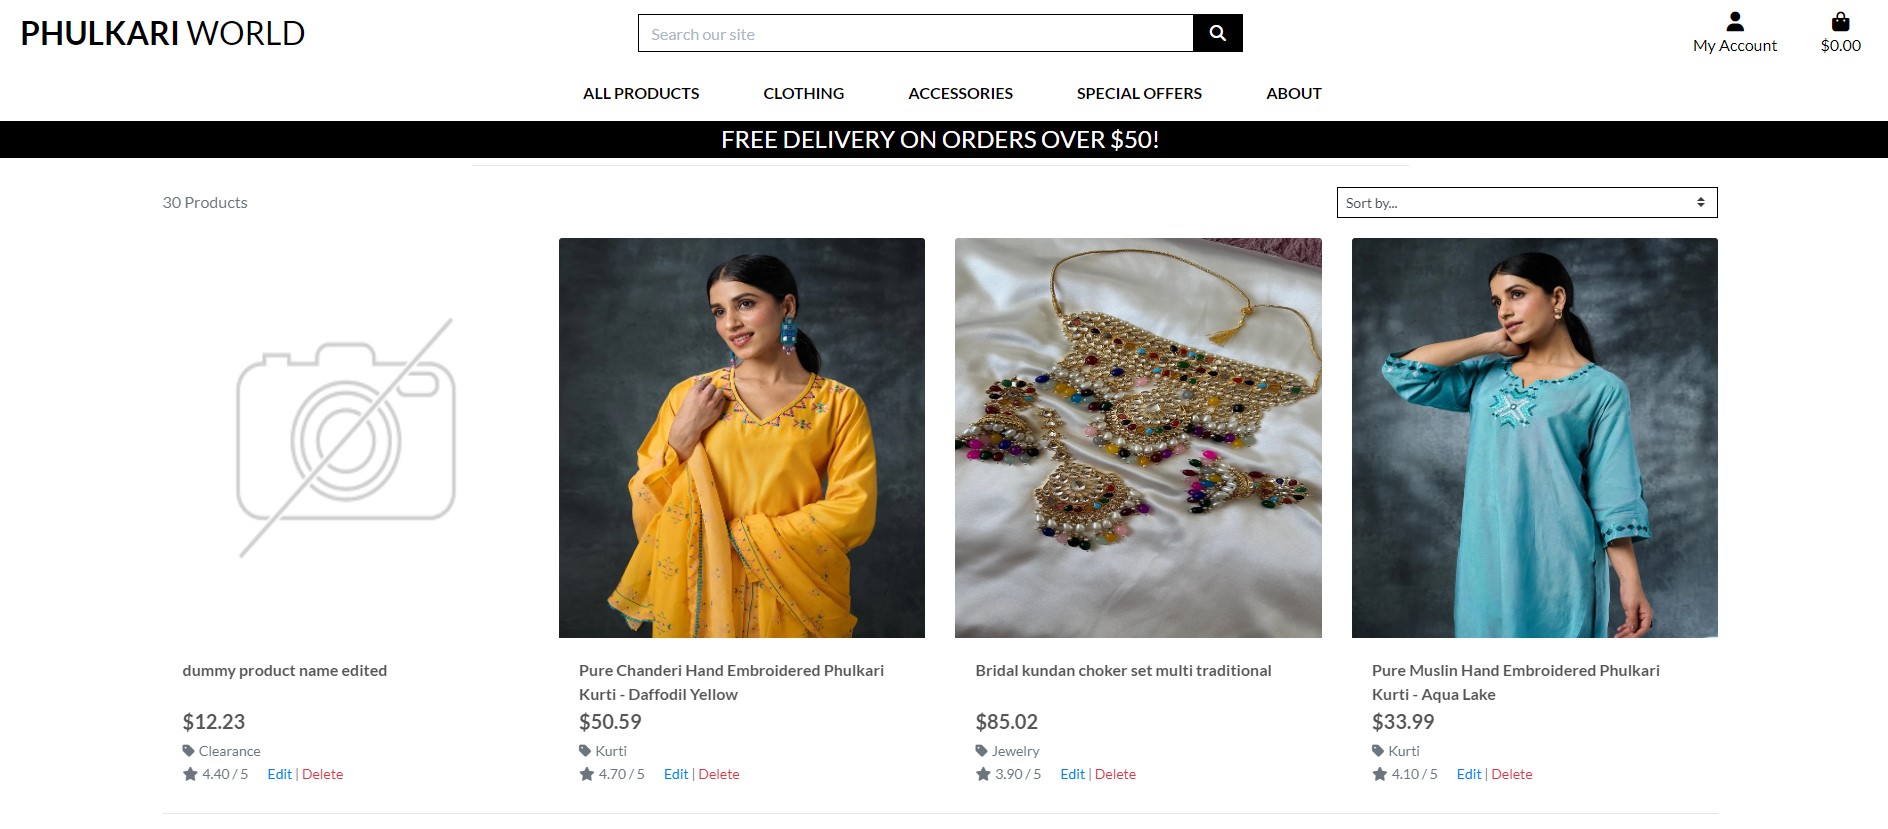 PHULKARI WORLD
Search our site
My Account
$0.00
ALL PRODUCTS
CLOTHING
ACCESSORIES
SPECIAL OFFERS
ABOUT
FREE DELIVERY ON ORDERS OVER $50!
30 Products
Sort by...
dummy product name edited
$12.23
Clearance
4.40 / 5 Edit | Delete
Pure Chanderi Hand Embroidered Phulkari
Kurti - Daffodil Yellow
$50.59
Kurti
4.70 / 5 Edit | Delete
Bridal kundan choker set multi traditional
$85.02
Jewelry
3.90 / 5 Edit | Delete
Pure Muslin Hand Embroidered Phulkari
Kurti - Aqua Lake
$33.99
Kurti
4.10 / 5 Edit | Delete